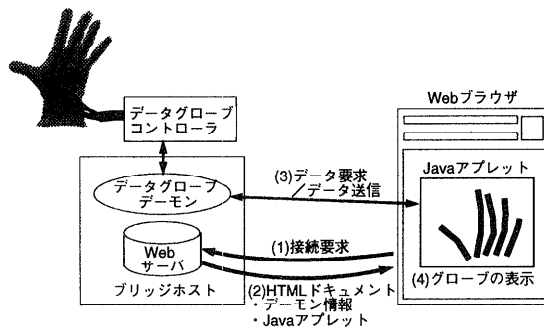 データグローブ
コントローラ
Webブラウザ
データグローブ
デーモン
(3)データ要求
／データ送信
Javaアプレット
Web
サーバ
(1)接続要求
(4)グローブの表示
ブリッジホスト
(2)HTMLドキュメント
・デーモン情報
・Javaアプレット